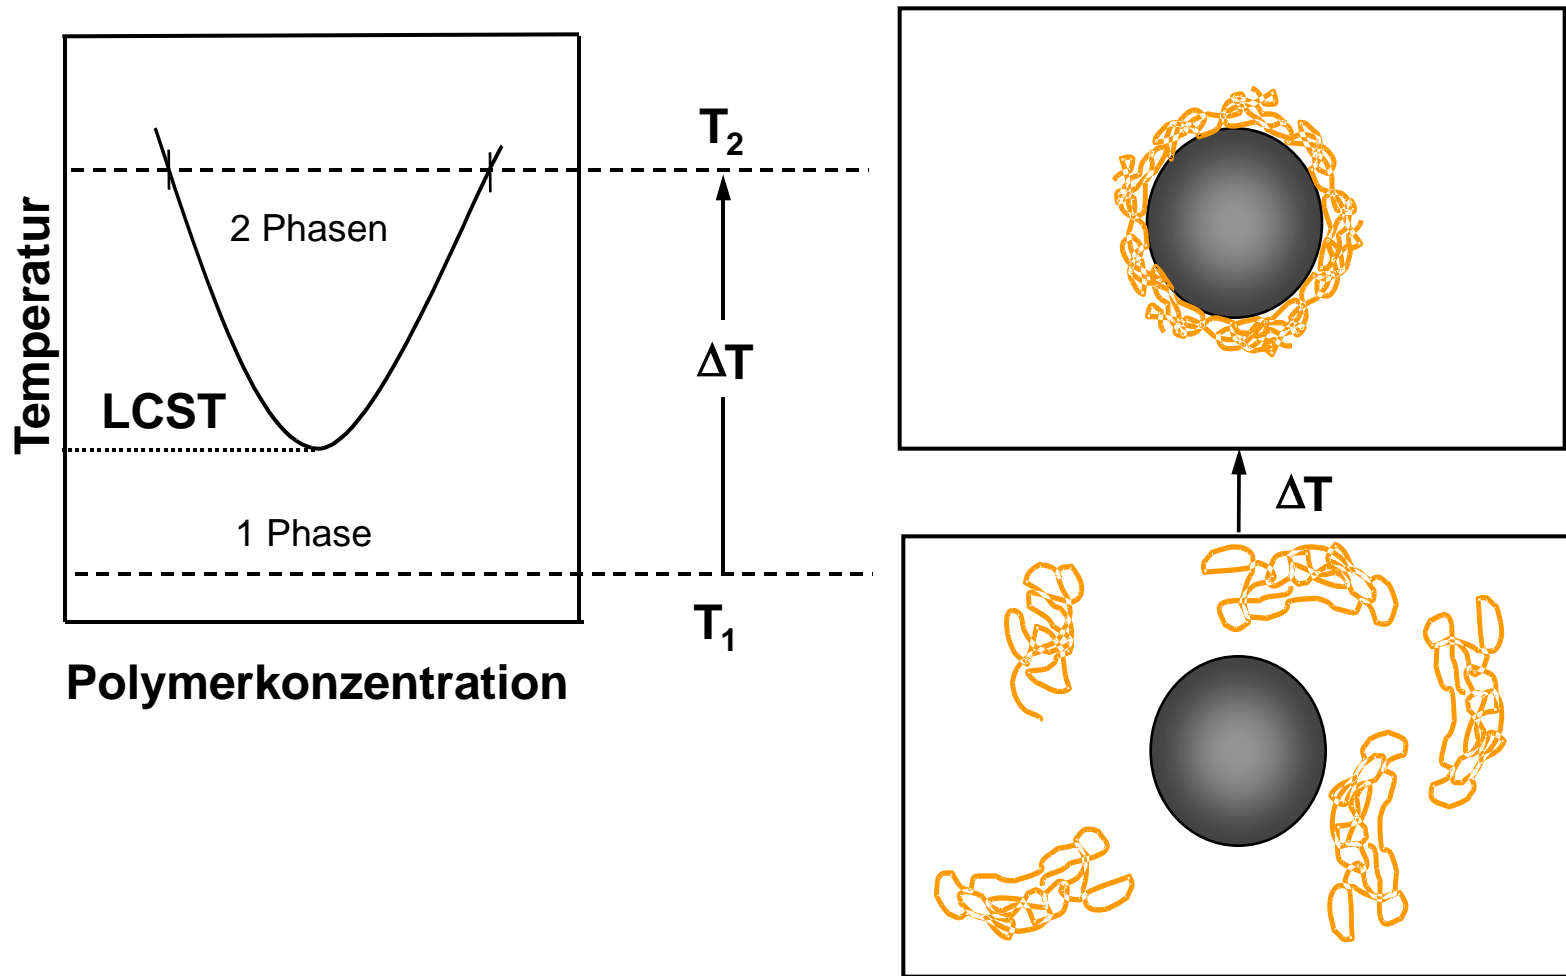 T₂
2 Phasen
Temperatur
ΔT
LCST
ΔT
1 Phase
T₁
Polymerkonzentration